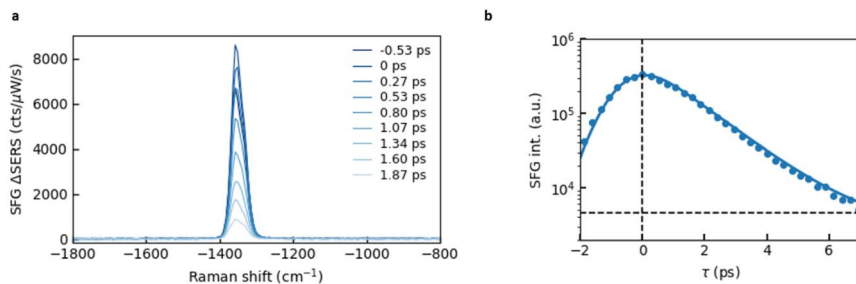 a
b
8000
6000
4000
2000
0
SFG ΔSERS (cts/μW/s)
−1800 −1600 −1400 −1200 −1000 −800
Raman shift (cm⁻¹)
-0.53 ps
0 ps
0.27 ps
0.53 ps
0.80 ps
1.07 ps
1.34 ps
1.60 ps
1.87 ps
10⁶
10⁵
10⁴
SFG int. (a.u.)
−2 0 2 4 6
τ (ps)